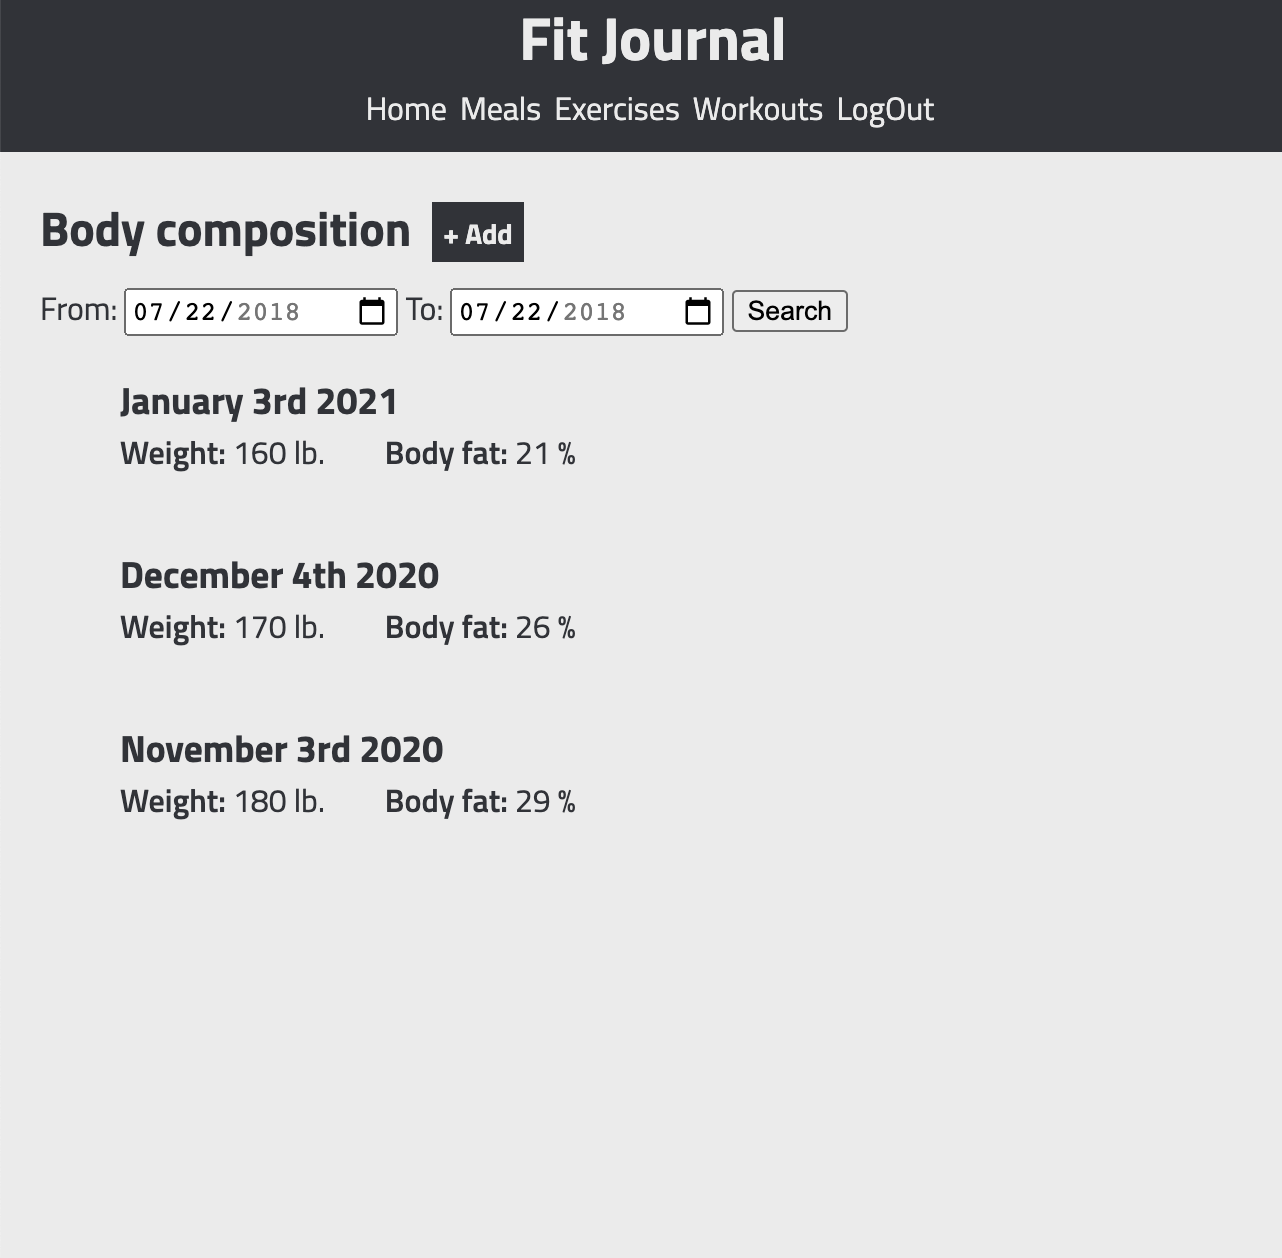 Fit Journal
Home Meals Exercises Workouts LogOut
Body composition + Add
From: 07/22/2018 To: 07/22/2018 Search
January 3rd 2021
Weight: 160 lb. Body fat: 21 %
December 4th 2020
Weight: 170 lb. Body fat: 26 %
November 3rd 2020
Weight: 180 lb. Body fat: 29 %